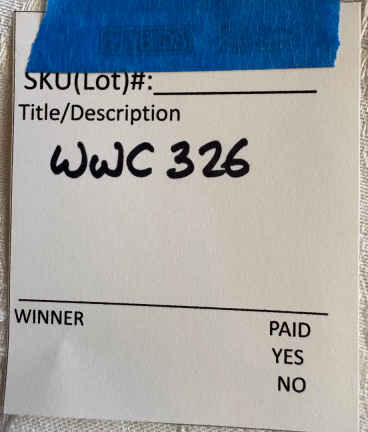 SKU(Lot)#:
Title/Description
WWC 326
WINNER
PAID
YES
NO